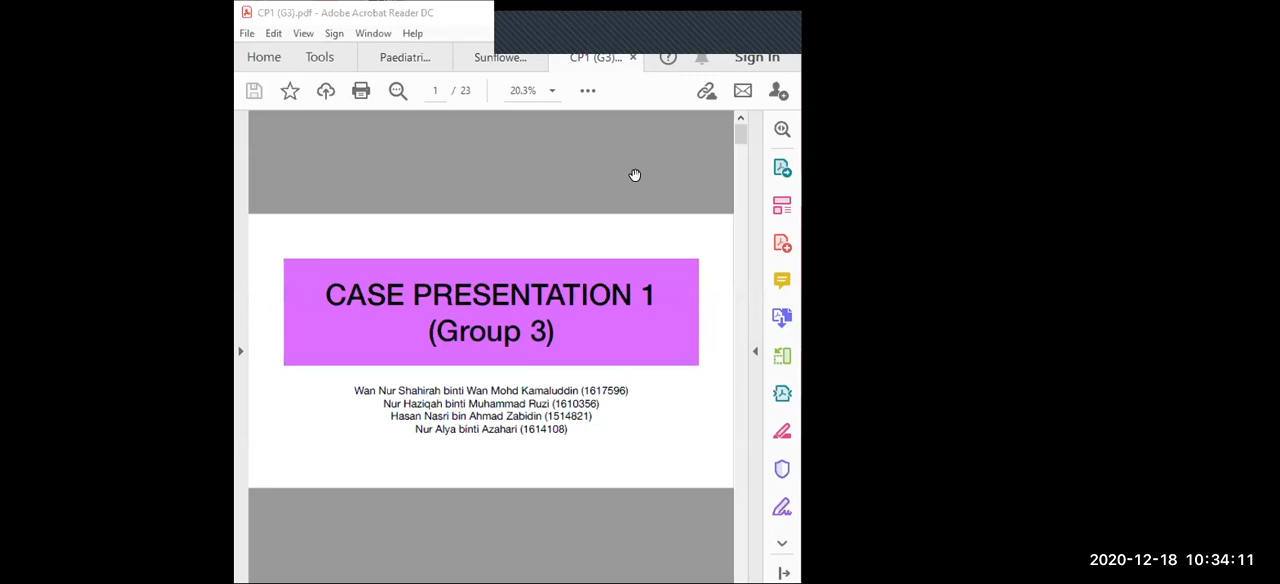 CP1 (G3).pdf - Adobe Acrobat Reader DC
File Edit View Sign Window Help
Home Tools Paediatri... Sunflowe... CP1 (G3)... × ? Sign In
1 / 23 20.3%
CASE PRESENTATION 1
(Group 3)
Wan Nur Shahirah binti Wan Mohd Kamaluddin (1617596)
Nur Haziqah binti Muhammad Ruzi (1610356)
Hasan Nasri bin Ahmad Zabidin (1514821)
Nur Alya binti Azahari (1614108)
2020-12-18 10:34:11